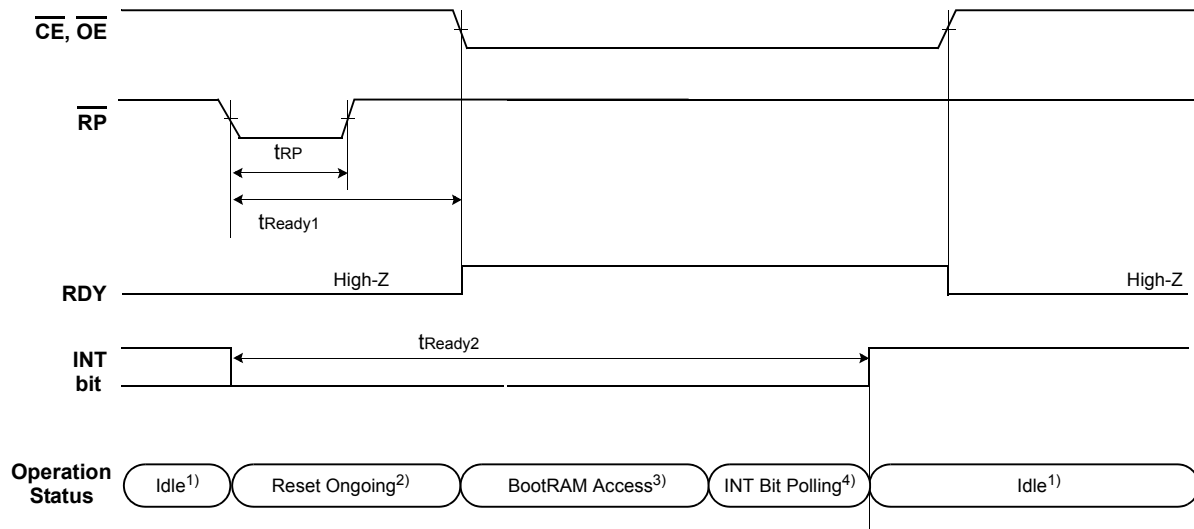 CE, OE
RP
tRP
tReady1
High-Z
High-Z
RDY
tReady2
INT
bit
Operation
Status
Idle1)
Reset Ongoing2)
BootRAM Access3)
INT Bit Polling4)
Idle1)